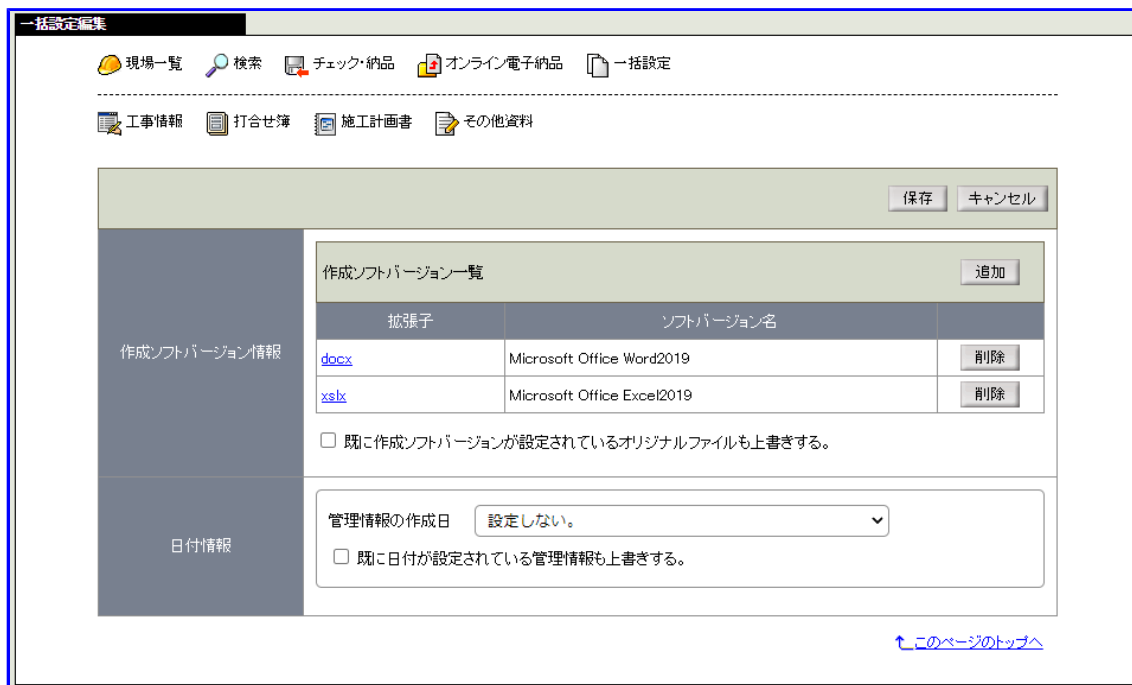 一括設定編集
現場一覧 検索 チェック・納品 オンライン電子納品 一括設定
工事情報 打合せ簿 施工計画書 その他資料
保存 キャンセル
作成ソフトバージョン情報
作成ソフトバージョン一覧 追加
拡張子 ソフトバージョン名
docx Microsoft Office Word2019 削除
xslx Microsoft Office Excel2019 削除
既に作成ソフトバージョンが設定されているオリジナルファイルも上書きする。
日付情報
管理情報の作成日 設定しない。
既に日付が設定されている管理情報も上書きする。
このページのトップへ